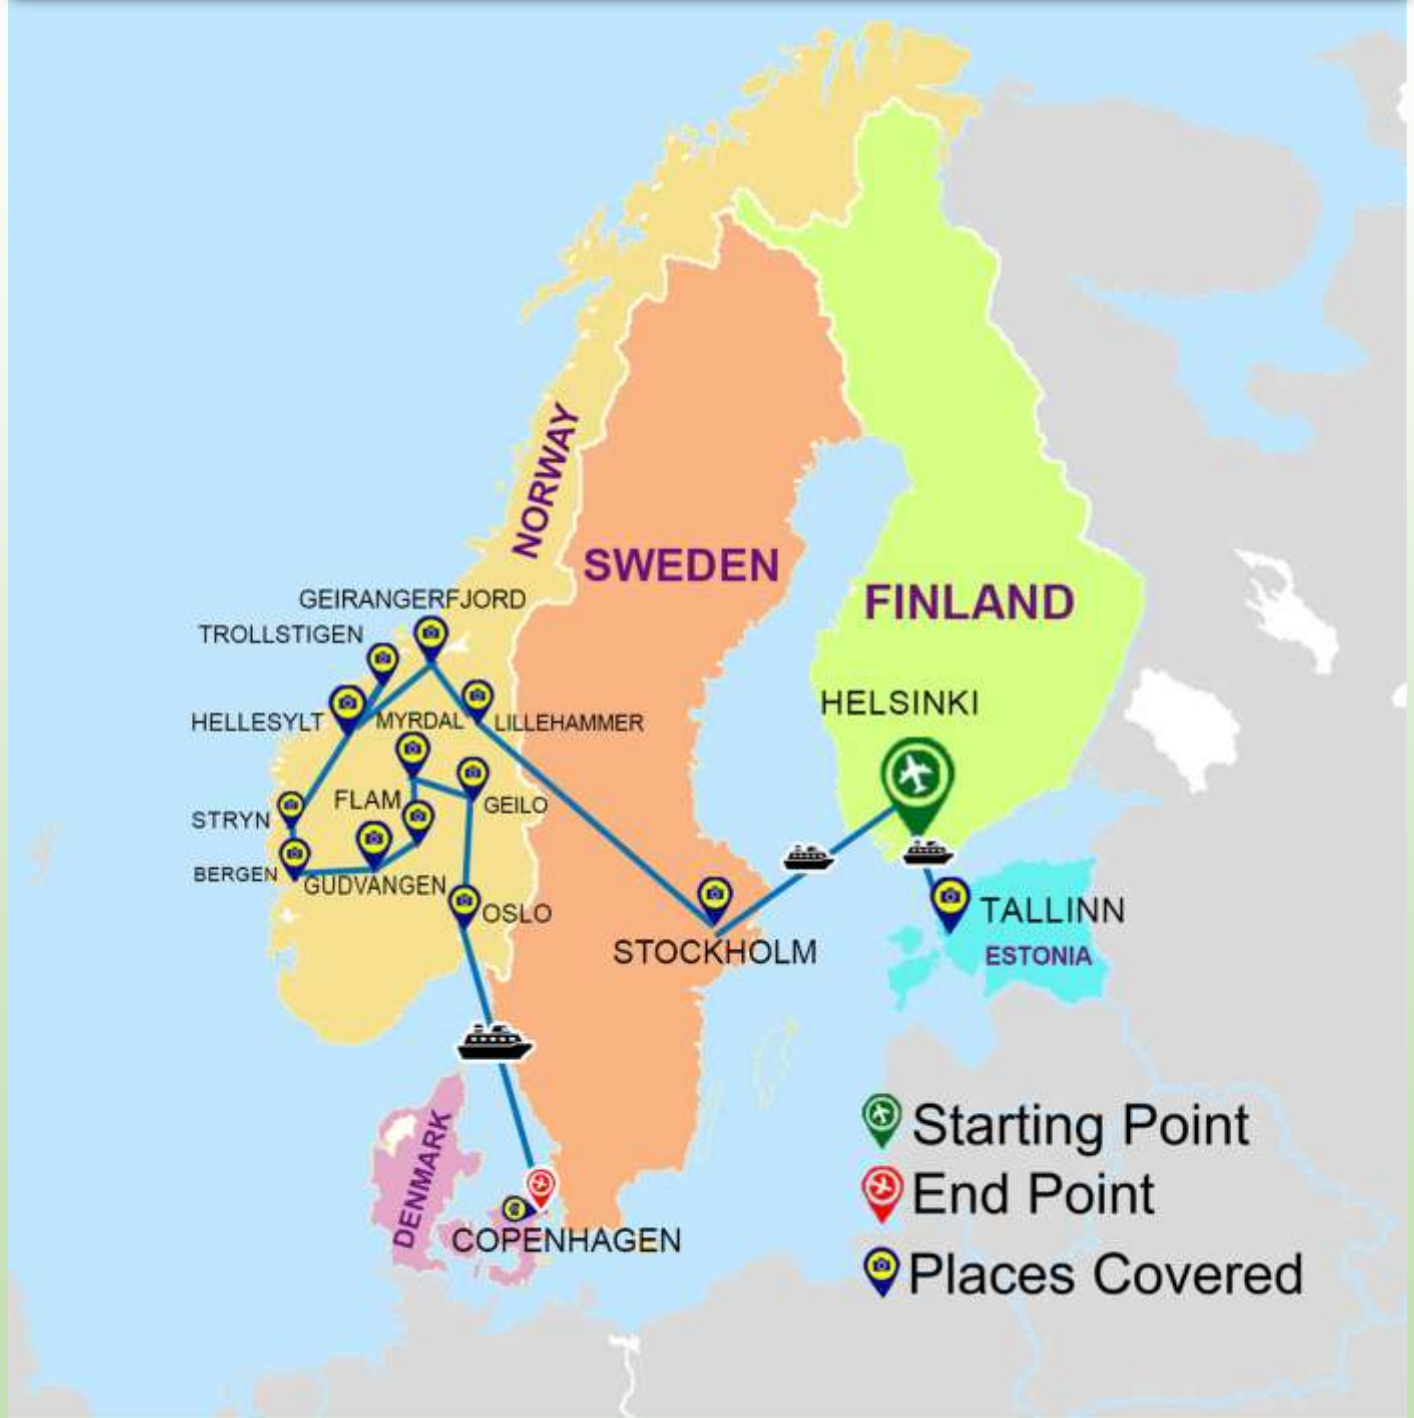 NORWAY
SWEDEN
FINLAND
GEIRANGERFJORD
TROLLSTIGEN
HELSINKI
HELLESYLT
MYRDAL
LILLEHAMMER
FLAM
GEILO
STRYN
BERGEN
GUDVANGEN
OSLO
TALLINN
STOCKHOLM
ESTONIA
DENMARK
COPENHAGEN
Starting Point
End Point
Places Covered